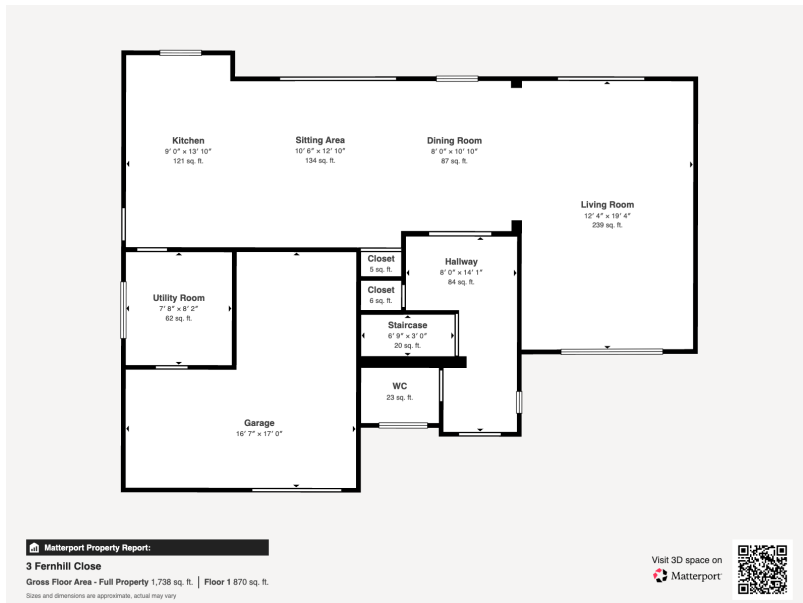 Kitchen
9' 0" × 13' 10"
121 sq. ft.
Sitting Area
10' 6" × 12' 10"
134 sq. ft.
Dining Room
8' 0" × 10' 10"
87 sq. ft.
Living Room
12' 4" × 19' 4"
239 sq. ft.
Closet
5 sq. ft.
Hallway
8' 0" × 14' 1"
84 sq. ft.
Closet
6 sq. ft.
Utility Room
7' 8" × 8' 2"
62 sq. ft.
Staircase
6' 9" × 3' 0"
20 sq. ft.
WC
23 sq. ft.
Garage
16' 7" × 17' 0"
Matterport Property Report:
3 Fernhill Close
Gross Floor Area - Full Property 1,738 sq. ft. | Floor 1 870 sq. ft.
Sizes and dimensions are approximate, actual may vary
Visit 3D space on
Matterport